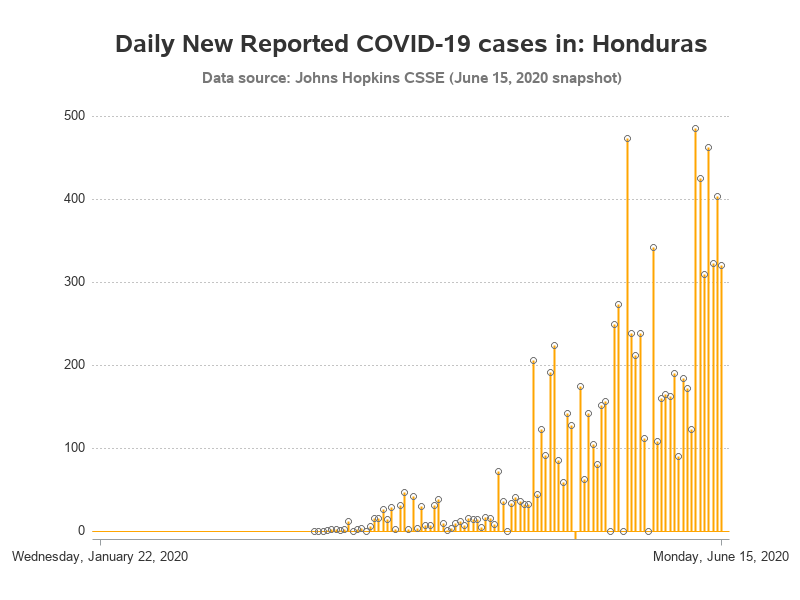 Daily New Reported COVID-19 cases in: Honduras
Data source: Johns Hopkins CSSE (June 15, 2020 snapshot)
500
400
300
200
100
0
Wednesday, January 22, 2020 Monday, June 15, 2020